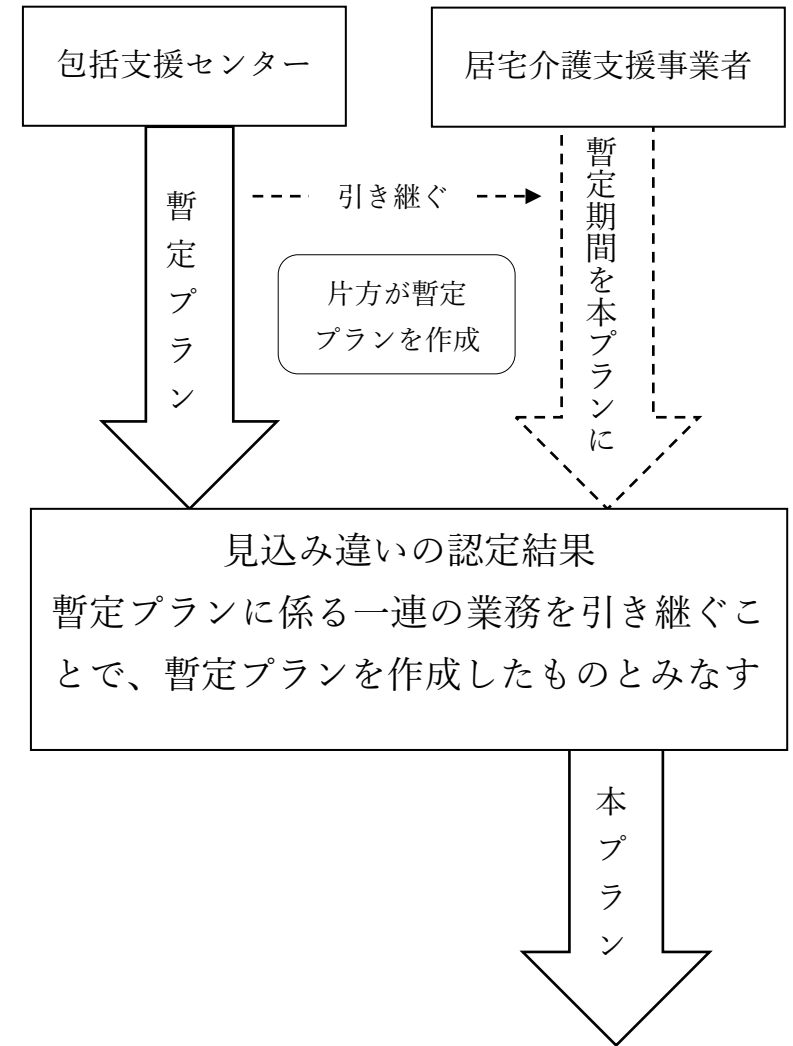 包括支援センター
居宅介護支援事業者
暫定プラン
引き継ぐ
暫定期間を本プランに
片方が暫定
プランを作成
見込み違いの認定結果
暫定プランに係る一連の業務を引き継ぐこ
とで、暫定プランを作成したものとみなす
本プラン